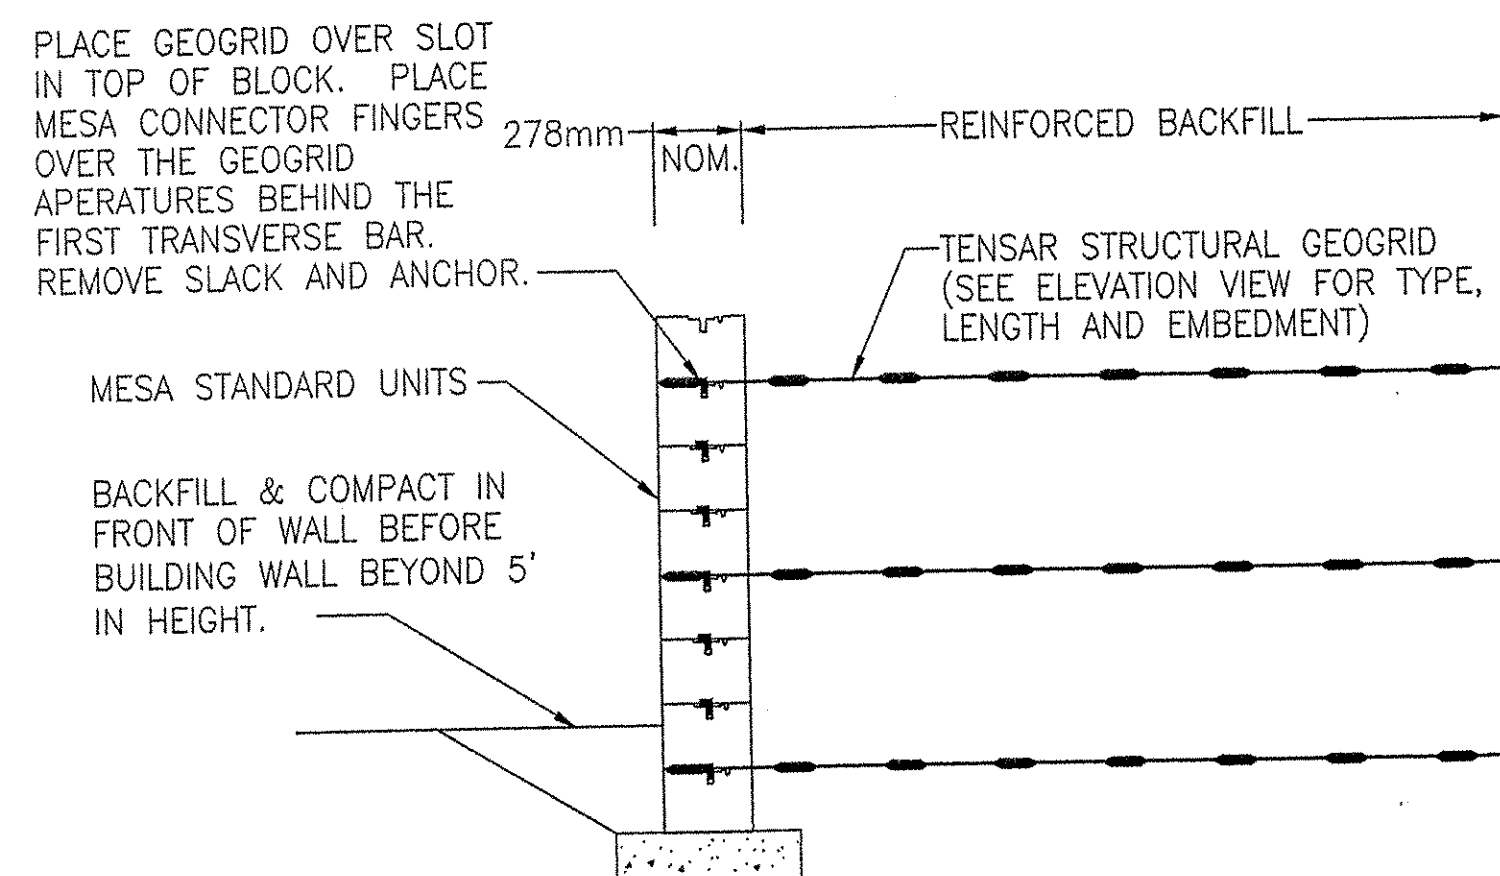 PLACE GEOGRID OVER SLOT
IN TOP OF BLOCK. PLACE
MESA CONNECTOR FINGERS
OVER THE GEOGRID
APERATURES BEHIND THE
FIRST TRANSVERSE BAR.
REMOVE SLACK AND ANCHOR.
278mm
NOM.
REINFORCED BACKFILL
TENSAR STRUCTURAL GEOGRID
(SEE ELEVATION VIEW FOR TYPE,
LENGTH AND EMBEDMENT)
MESA STANDARD UNITS
BACKFILL & COMPACT IN
FRONT OF WALL BEFORE
BUILDING WALL BEYOND 5'
IN HEIGHT.